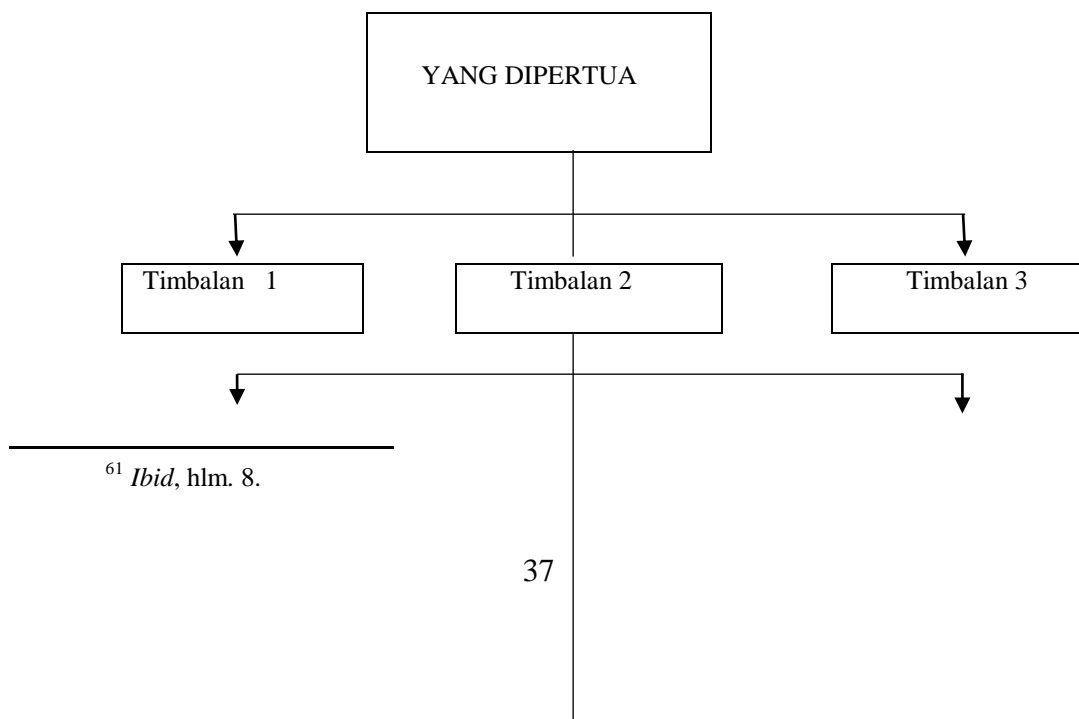 YANG DIPERTUA
Timbalan 1
Timbalan 2
Timbalan 3
61 Ibid, hlm. 8.
37